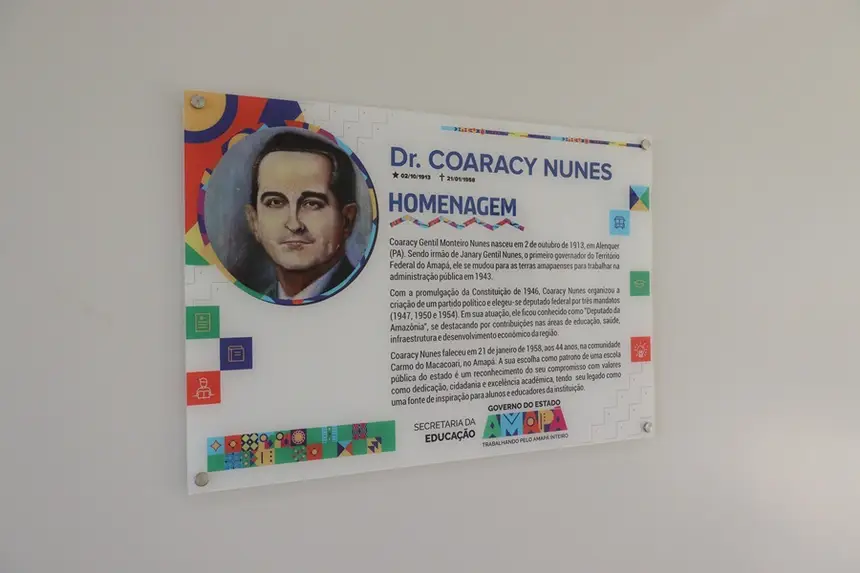 Dr. COARACY NUNES
★ 02/10/1913 ✝ 21/01/1958
HOMENAGEM
Coaracy Gentil Monteiro Nunes nasceu em 2 de outubro de 1913, em Alenquer
(PA). Sendo irmão de Janary Gentil Nunes, o primeiro governador do Território
Federal do Amapá, ele se mudou para as terras amapaenses para trabalhar na
administração pública em 1943.
Com a promulgação da Constituição de 1946, Coaracy Nunes organizou a
criação de um partido político e elegeu-se deputado federal por três mandatos
(1947, 1950 e 1954). Em sua atuação, ele ficou conhecido como "Deputado da
Amazônia", se destacando por contribuições nas áreas de educação, saúde,
infraestrutura e desenvolvimento econômico da região.
Coaracy Nunes faleceu em 21 de janeiro de 1958, aos 44 anos, na comunidade
Carmo do Macacoari, no Amapá. A sua escolha como patrono de uma escola
pública do estado é um reconhecimento do seu compromisso com valores
como dedicação, cidadania e excelência acadêmica, tendo seu legado como
uma fonte de inspiração para alunos e educadores da instituição.
SECRETARIA DA
EDUCAÇÃO
GOVERNO DO ESTADO
AMAPÁ
TRABALHANDO PELO AMAPÁ INTEIRO